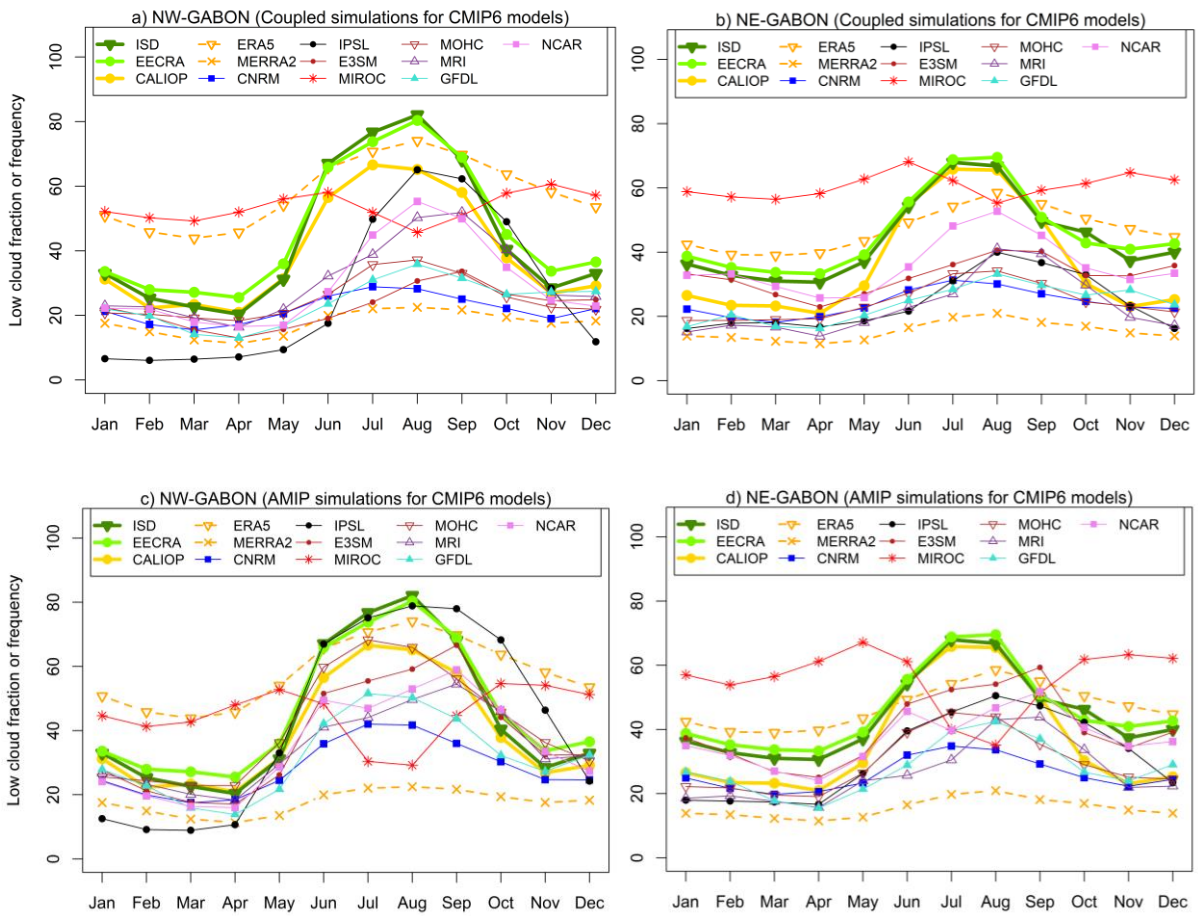 a) NW-GABON (Coupled simulations for CMIP6 models)
ISD ERA5 IPSL MOHC NCAR
EECRA MERRA2 E3SM MRI
CALIOP CNRM MIROC GFDL
Low cloud fraction or frequency
100
80
60
40
20
0
Jan Feb Mar Apr May Jun Jul Aug Sep Oct Nov Dec
b) NE-GABON (Coupled simulations for CMIP6 models)
ISD ERA5 IPSL MOHC NCAR
EECRA MERRA2 E3SM MRI
CALIOP CNRM MIROC GFDL
100
80
60
40
20
0
Jan Feb Mar Apr May Jun Jul Aug Sep Oct Nov Dec
c) NW-GABON (AMIP simulations for CMIP6 models)
ISD ERA5 IPSL MOHC NCAR
EECRA MERRA2 E3SM MRI
CALIOP CNRM MIROC GFDL
Low cloud fraction or frequency
100
80
60
40
20
0
Jan Feb Mar Apr May Jun Jul Aug Sep Oct Nov Dec
d) NE-GABON (AMIP simulations for CMIP6 models)
ISD ERA5 IPSL MOHC NCAR
EECRA MERRA2 E3SM MRI
CALIOP CNRM MIROC GFDL
100
80
60
40
20
0
Jan Feb Mar Apr May Jun Jul Aug Sep Oct Nov Dec